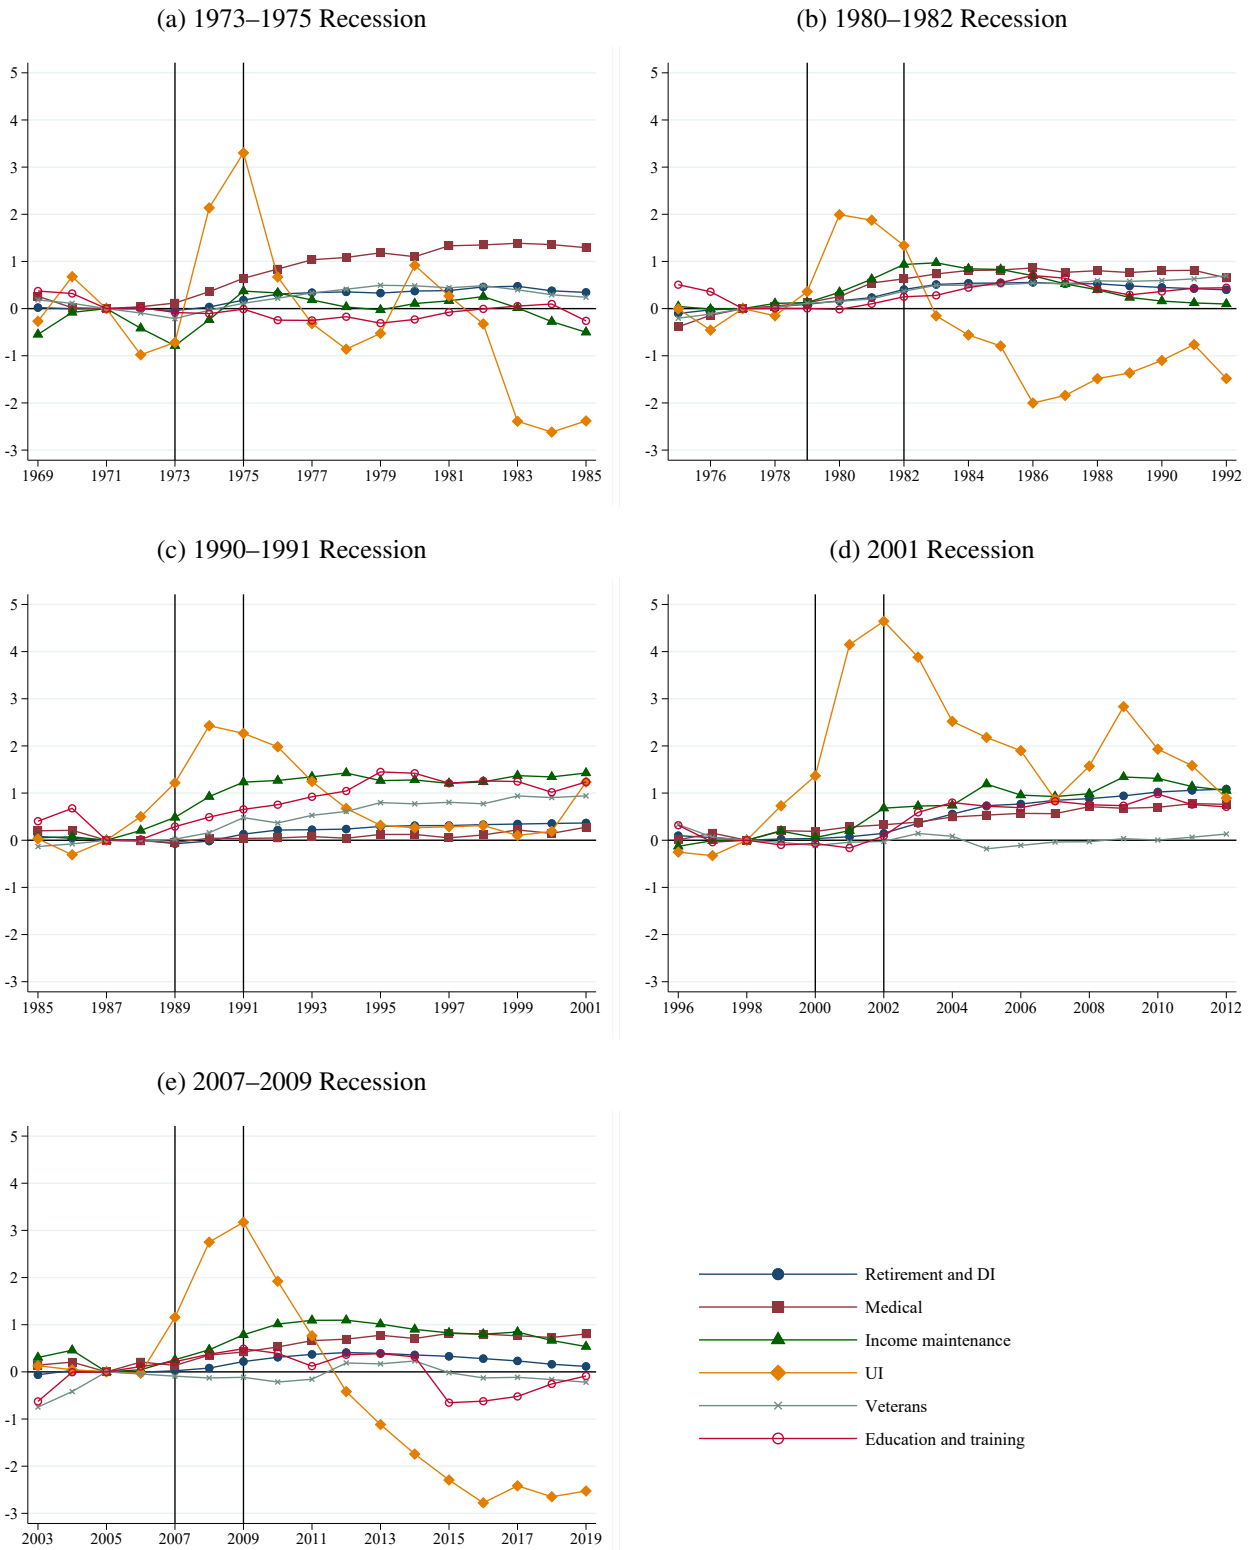 (a) 1973–1975 Recession
5
4
3
2
1
0
-1
-2
-3
1969 1971 1973 1975 1977 1979 1981 1983 1985
(b) 1980–1982 Recession
5
4
3
2
1
0
-1
-2
-3
1976 1978 1980 1982 1984 1986 1988 1990 1992
(c) 1990–1991 Recession
5
4
3
2
1
0
-1
-2
-3
1985 1987 1989 1991 1993 1995 1997 1999 2001
(d) 2001 Recession
5
4
3
2
1
0
-1
-2
-3
1996 1998 2000 2002 2004 2006 2008 2010 2012
(e) 2007–2009 Recession
5
4
3
2
1
0
-1
-2
-3
2003 2005 2007 2009 2011 2013 2015 2017 2019
Retirement and DI
Medical
Income maintenance
UI
Veterans
Education and training